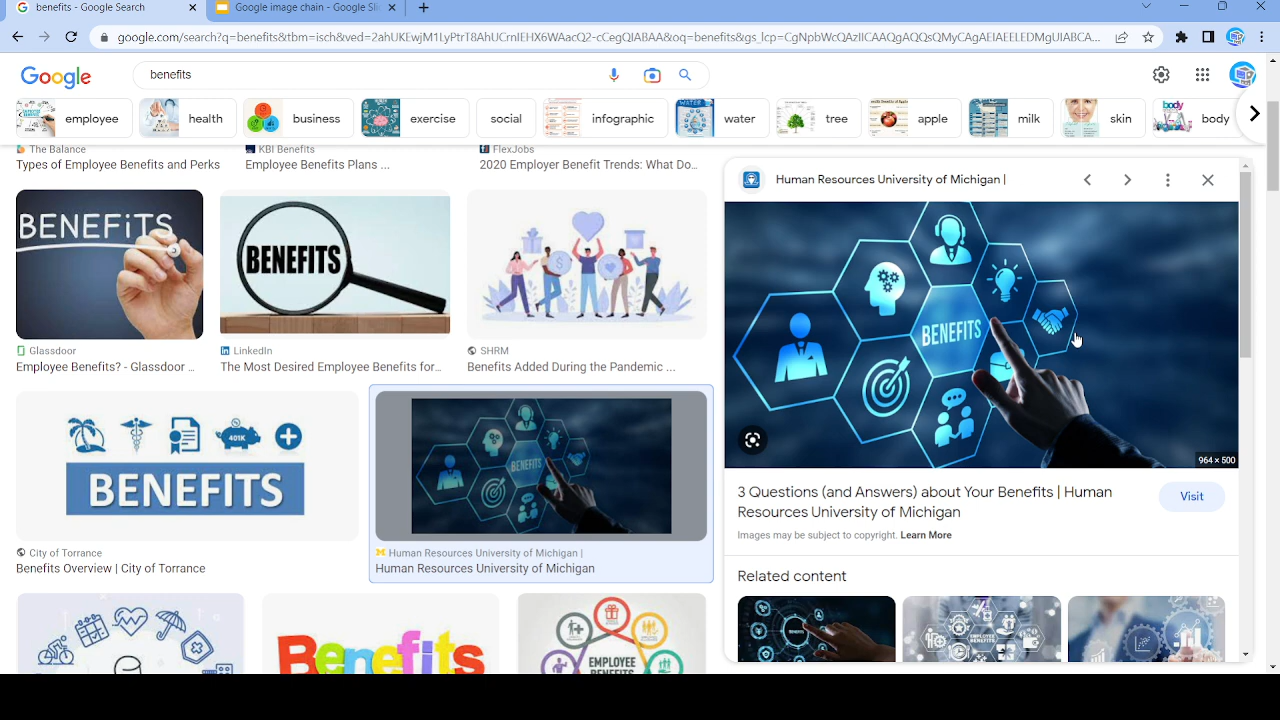 benefits - Google Search
Google image chain - Google Sli
google.com/search?q=benefits&tbm=isch&ved=2ahUKEwjM1LyPtrT8AhUCrnIEHX6WAacQ2-cCegQIABAA&oq=benefits&gs_lcp=CgNpbWcQAzIICAAQgAQQsQMyCAgAEIAEELEDMgUIABCA...
Google
benefits
employee
health
business
exercise
social
infographic
water
tree
apple
milk
skin
body
The Balance
KBI Benefits
FlexJobs
Types of Employee Benefits and Perks
Employee Benefits Plans ...
2020 Employer Benefit Trends: What Do...
BENEFITS
BENEFITS
Glassdoor
LinkedIn
SHRM
Employee Benefits? - Glassdoor ...
The Most Desired Employee Benefits for...
Benefits Added During the Pandemic ...
401K
BENEFITS
BENEFITS
City of Torrance
Human Resources University of Michigan |
Benefits Overview | City of Torrance
Human Resources University of Michigan
Benefits
EMPLOYEE
BENEFITS
Human Resources University of Michigan |
BENEFITS
964 × 500
3 Questions (and Answers) about Your Benefits | Human
Resources University of Michigan
Visit
Images may be subject to copyright. Learn More
Related content